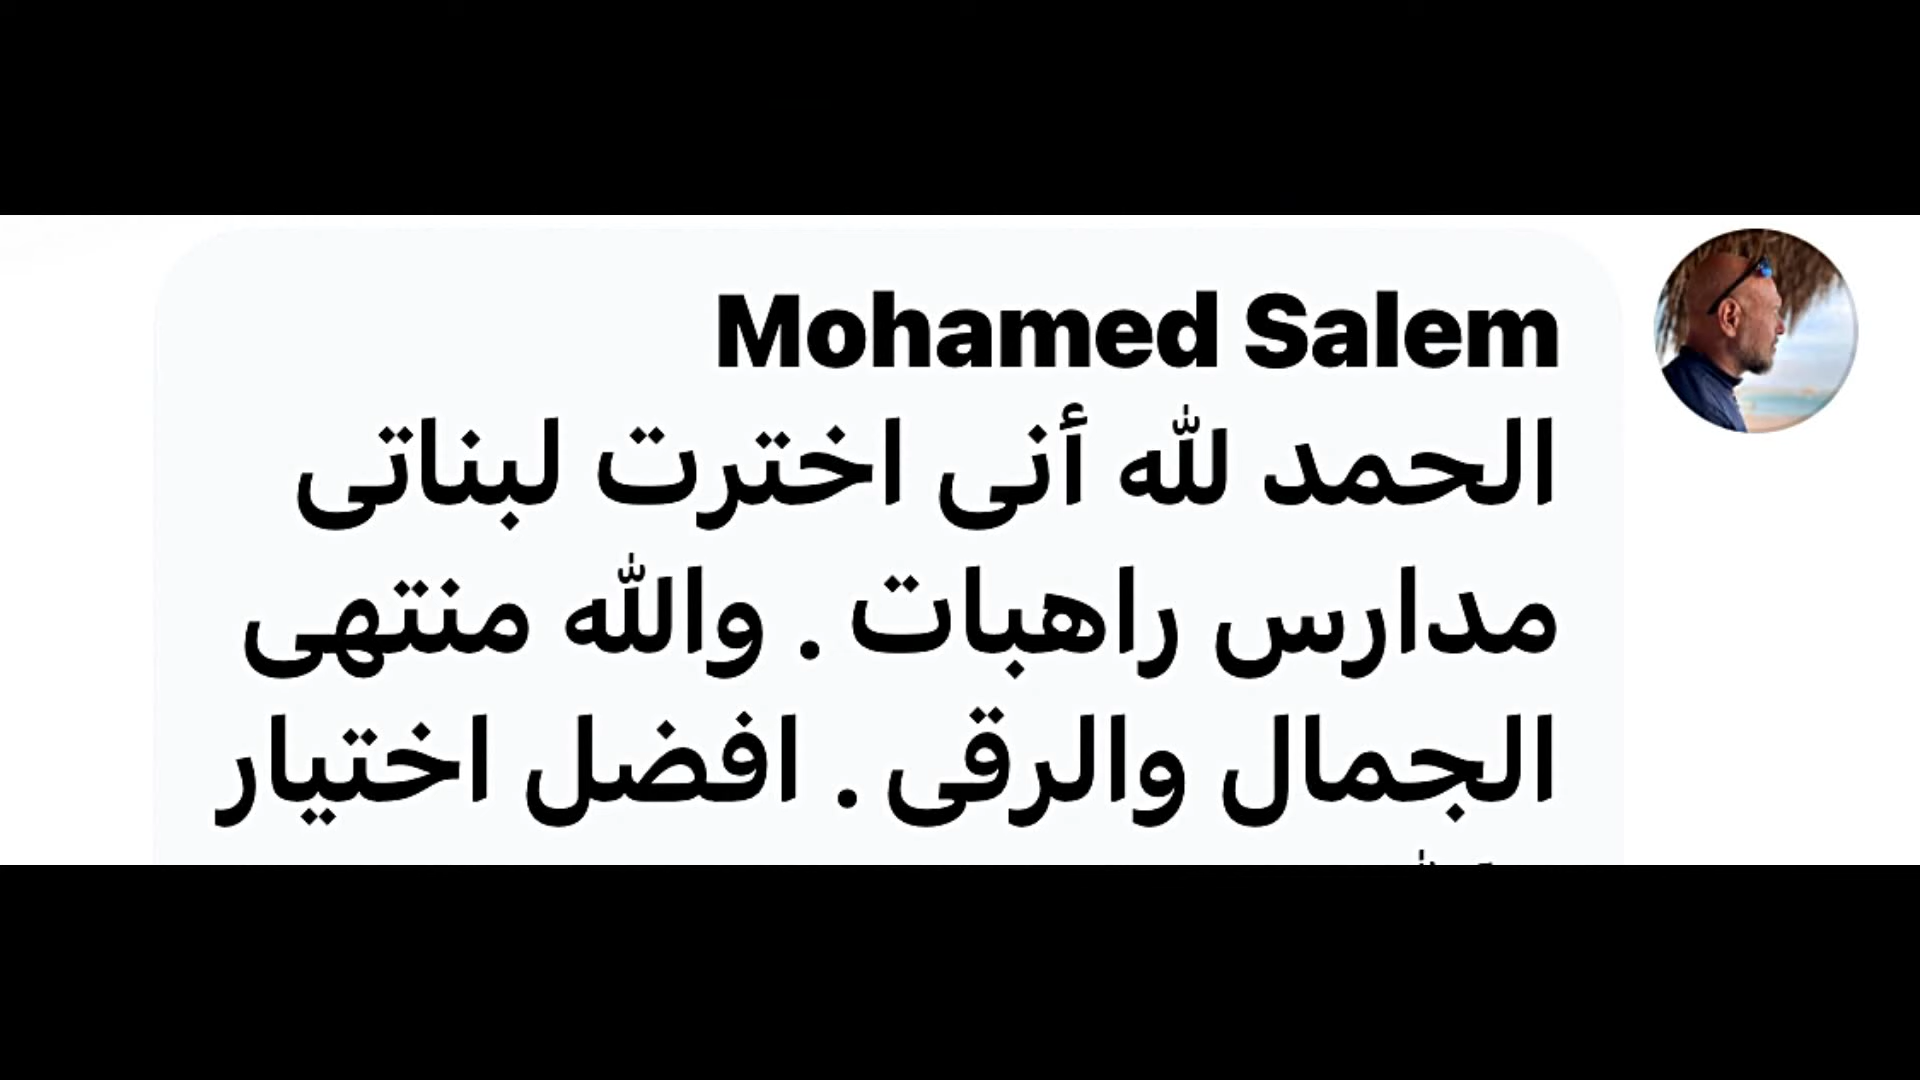 Mohamed Salem
الحمد لله أنى اخترت لبناتى
مدارس راهبات . والله منتهى
الجمال والرقى . افضل اختيار